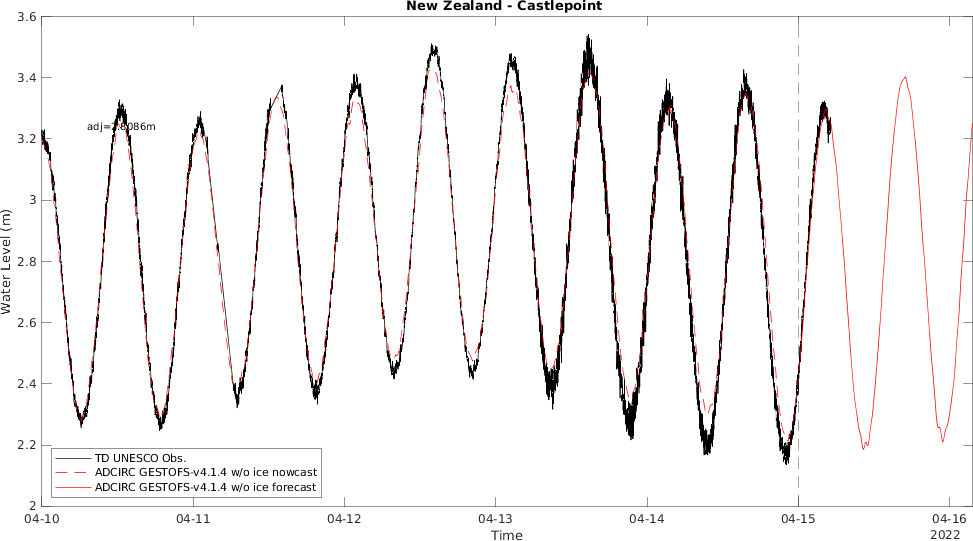 New Zealand - Castlepoint
3.6
3.4
3.2
3
2.8
2.6
2.4
2.2
2
Water Level (m)
TD UNESCO Obs.
ADCIRC GESTOFS-v4.1.4 w/o ice nowcast
ADCIRC GESTOFS-v4.1.4 w/o ice forecast
04-10
04-11
04-12
04-13
04-14
04-15
04-16
Time
2022